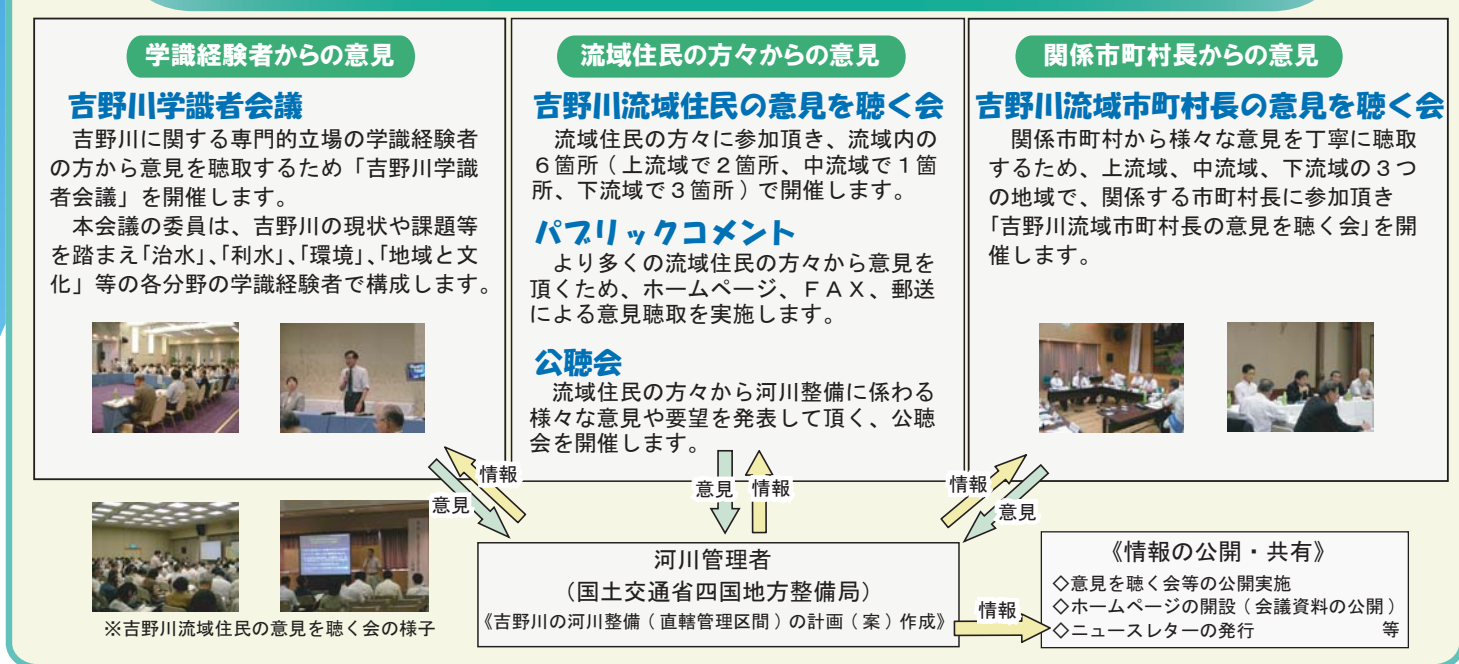 学識経験者からの意見
吉野川学識者会議
吉野川に関する専門的立場の学識経験者
の方から意見を聴取するため「吉野川学識
者会議」を開催します。
本会議の委員は、吉野川の現状や課題等
を踏まえ「治水」、「利水」、「環境」、「地域と文
化」等の各分野の学識経験者で構成します。
流域住民の方々からの意見
吉野川流域住民の意見を聴く会
流域住民の方々に参加頂き、流域内の
６箇所（上流域で２箇所、中流域で１箇
所、下流域で３箇所）で開催します。
パブリックコメント
より多くの流域住民の方々から意見を
頂くため、ホームページ、ＦＡＸ、郵送
による意見聴取を実施します。
公聴会
流域住民の方々から河川整備に係わる
様々な意見や要望を発表して頂く、公聴
会を開催します。
関係市町村長からの意見
吉野川流域市町村長の意見を聴く会
関係市町村から様々な意見を丁寧に聴取
するため、上流域、中流域、下流域の３つ
の地域で、関係する市町村長に参加頂き
「吉野川流域市町村長の意見を聴く会」を開
催します。
情報
意見
意見
情報
情報
意見
※吉野川流域住民の意見を聴く会の様子
河川管理者
（国土交通省四国地方整備局）
《吉野川の河川整備（直轄管理区間）の計画（案）作成》
情報
《情報の公開・共有》
◇意見を聴く会等の公開実施
◇ホームページの開設（会議資料の公開）
◇ニュースレターの発行　等